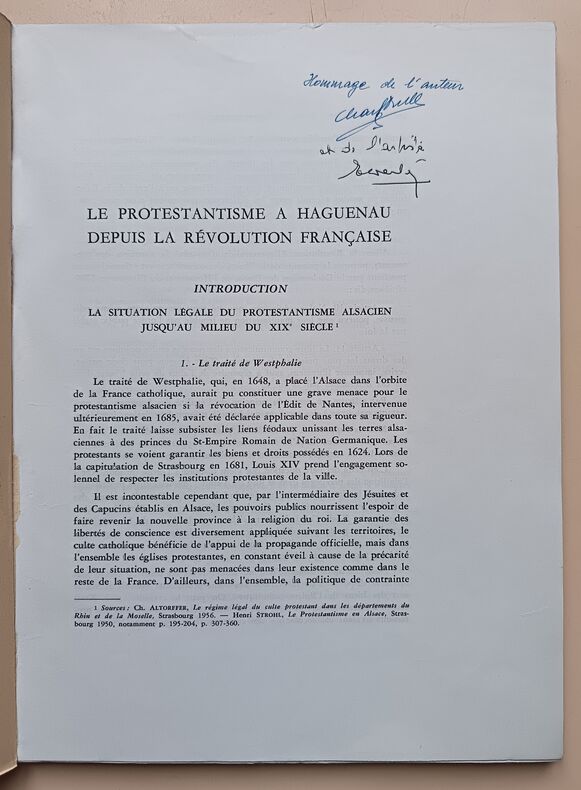 Hommage de l'auteur
et de l'
LE PROTESTANTISME A HAGUENAU
DEPUIS LA RÉVOLUTION FRANÇAISE
INTRODUCTION
LA SITUATION LÉGALE DU PROTESTANTISME ALSACIEN
JUSQU'AU MILIEU DU XIXe SIÈCLE 1
1. - Le traité de Westphalie
Le traité de Westphalie, qui, en 1648, a placé l'Alsace dans l'orbite
de la France catholique, aurait pu constituer une grave menace pour le
protestantisme alsacien si la révocation de l'Édit de Nantes, intervenue
ultérieurement en 1685, avait été déclarée applicable dans toute sa rigueur.
En fait le traité laisse subsister les liens féodaux unissant les terres alsa-
ciennes à des princes du St-Empire Romain de Nation Germanique. Les
protestants se voient garantir les biens et droits possédés en 1624. Lors de
la capitulation de Strasbourg en 1681, Louis XIV prend l'engagement so-
lennel de respecter les institutions protestantes de la ville.
Il est incontestable cependant que, par l'intermédiaire des Jésuites et
des Capucins établis en Alsace, les pouvoirs publics nourrissent l'espoir de
faire revenir la nouvelle province à la religion du roi. La garantie des
libertés de conscience est diversement appliquée suivant les territoires, le
culte catholique bénéficie de l'appui de la propagande officielle, mais dans
l'ensemble les églises protestantes, en constant éveil à cause de la précarité
de leur situation, ne sont pas menacées dans leur existence comme dans le
reste de la France. D'ailleurs, dans l'ensemble, la politique de contrainte
1 Sources : Ch. ALTORFFER, Le régime légal du culte protestant dans les départements du
Rhin et de la Moselle, Strasbourg 1956. — Henri STROHL, Le Protestantisme en Alsace, Stras-
bourg 1950, notamment p. 195-204, p. 307-360.